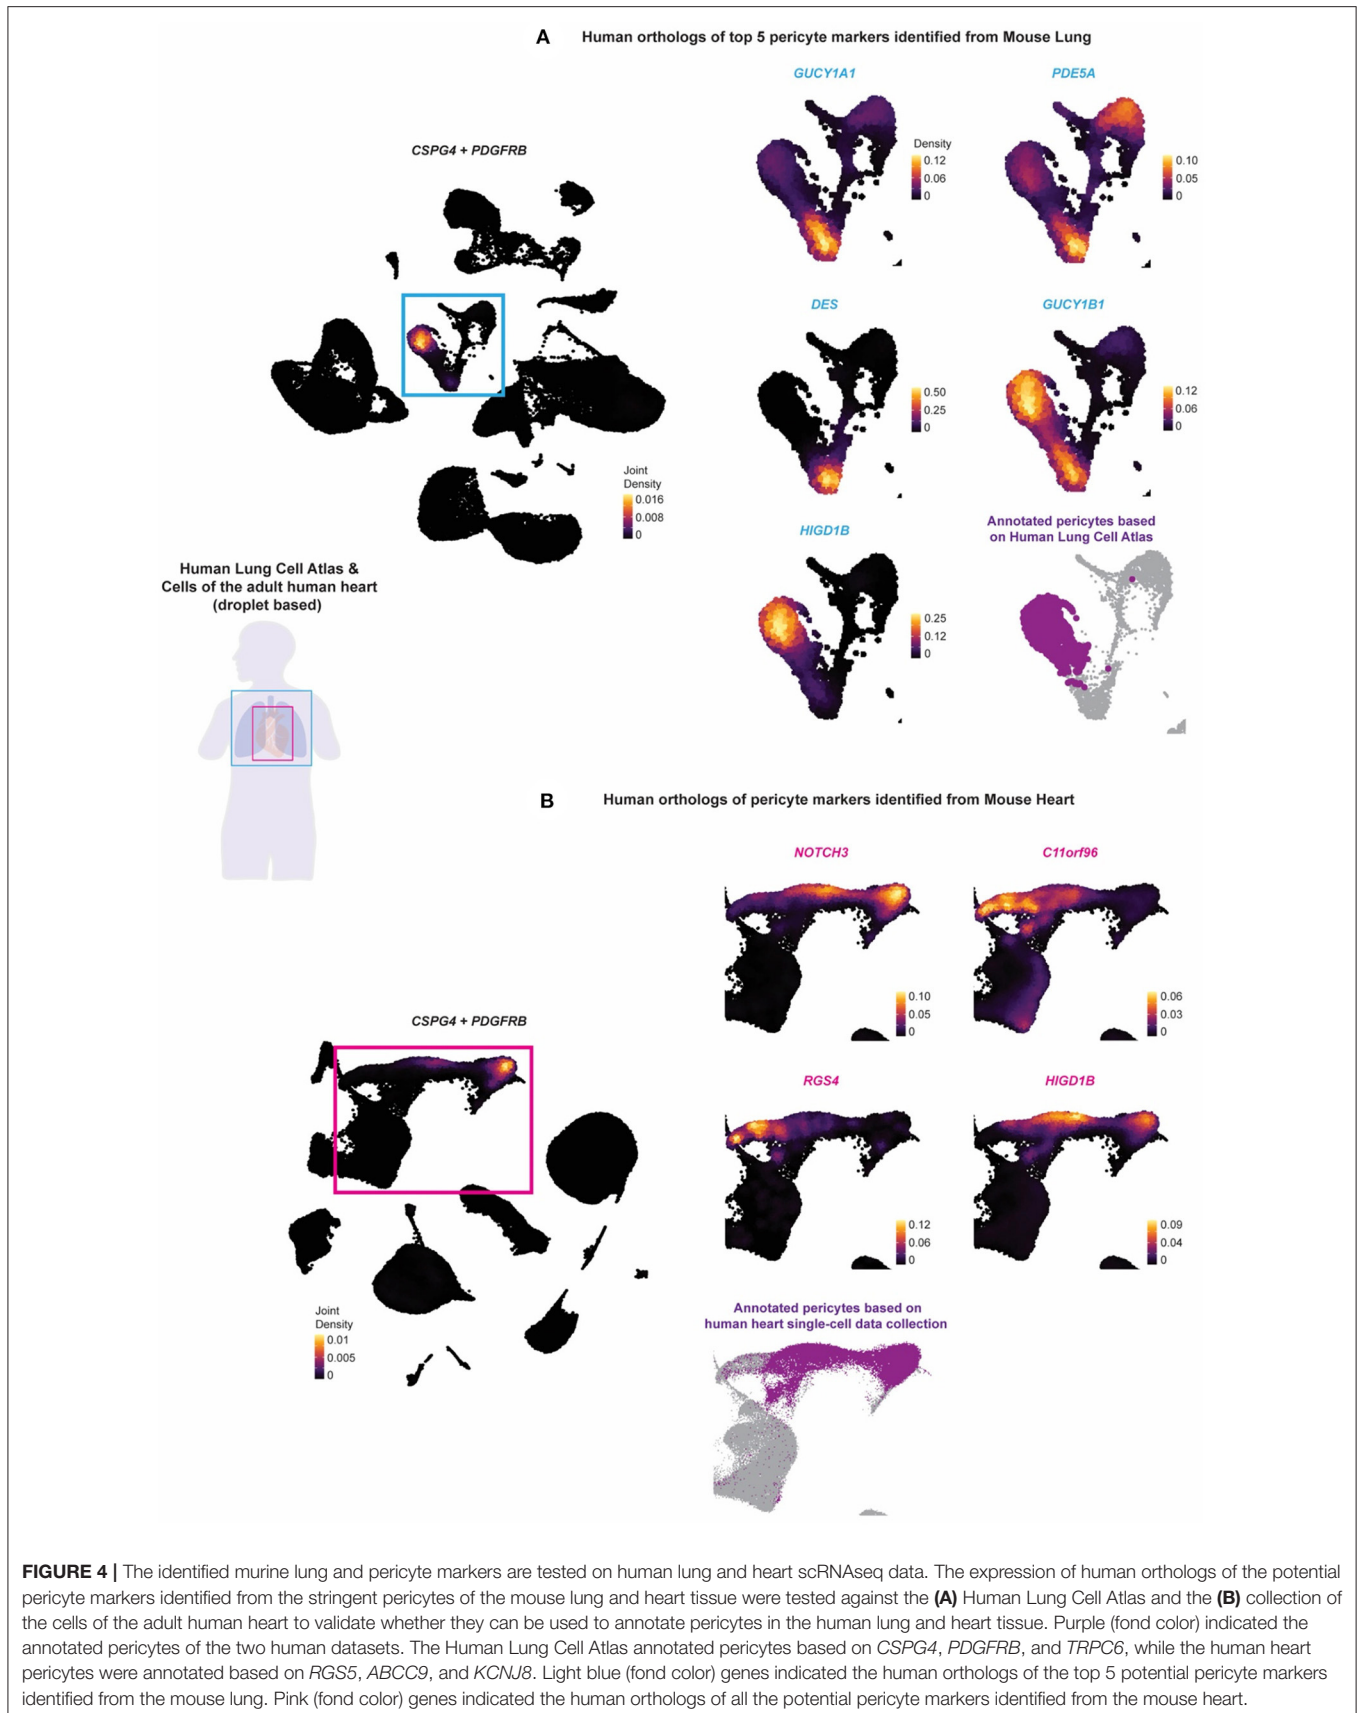 A Human orthologs of top 5 pericyte markers identified from Mouse Lung
GUCY1A1
PDE5A
Density
0.12
0.06
0
0.10
0.05
0
CSPG4 + PDGFRB
DES
GUCY1B1
0.50
0.25
0
0.12
0.06
0
Joint
Density
0.016
0.008
0
HIGD1B
Annotated pericytes based
on Human Lung Cell Atlas
0.25
0.12
0
Human Lung Cell Atlas &
Cells of the adult human heart
(droplet based)
B Human orthologs of pericyte markers identified from Mouse Heart
NOTCH3
C11orf96
0.10
0.05
0
0.06
0.03
0
CSPG4 + PDGFRB
RGS4
HIGD1B
0.12
0.06
0
0.09
0.04
0
Joint
Density
0.01
0.005
0
Annotated pericytes based on
human heart single-cell data collection
FIGURE 4 | The identified murine lung and pericyte markers are tested on human lung and heart scRNAseq data. The expression of human orthologs of the potential
pericyte markers identified from the stringent pericytes of the mouse lung and heart tissue were tested against the (A) Human Lung Cell Atlas and the (B) collection of
the cells of the adult human heart to validate whether they can be used to annotate pericytes in the human lung and heart tissue. Purple (fond color) indicated the
annotated pericytes of the two human datasets. The Human Lung Cell Atlas annotated pericytes based on CSPG4, PDGFRB, and TRPC6, while the human heart
pericytes were annotated based on RGS5, ABCC9, and KCNJ8. Light blue (fond color) genes indicated the human orthologs of the top 5 potential pericyte markers
identified from the mouse lung. Pink (fond color) genes indicated the human orthologs of all the potential pericyte markers identified from the mouse heart.